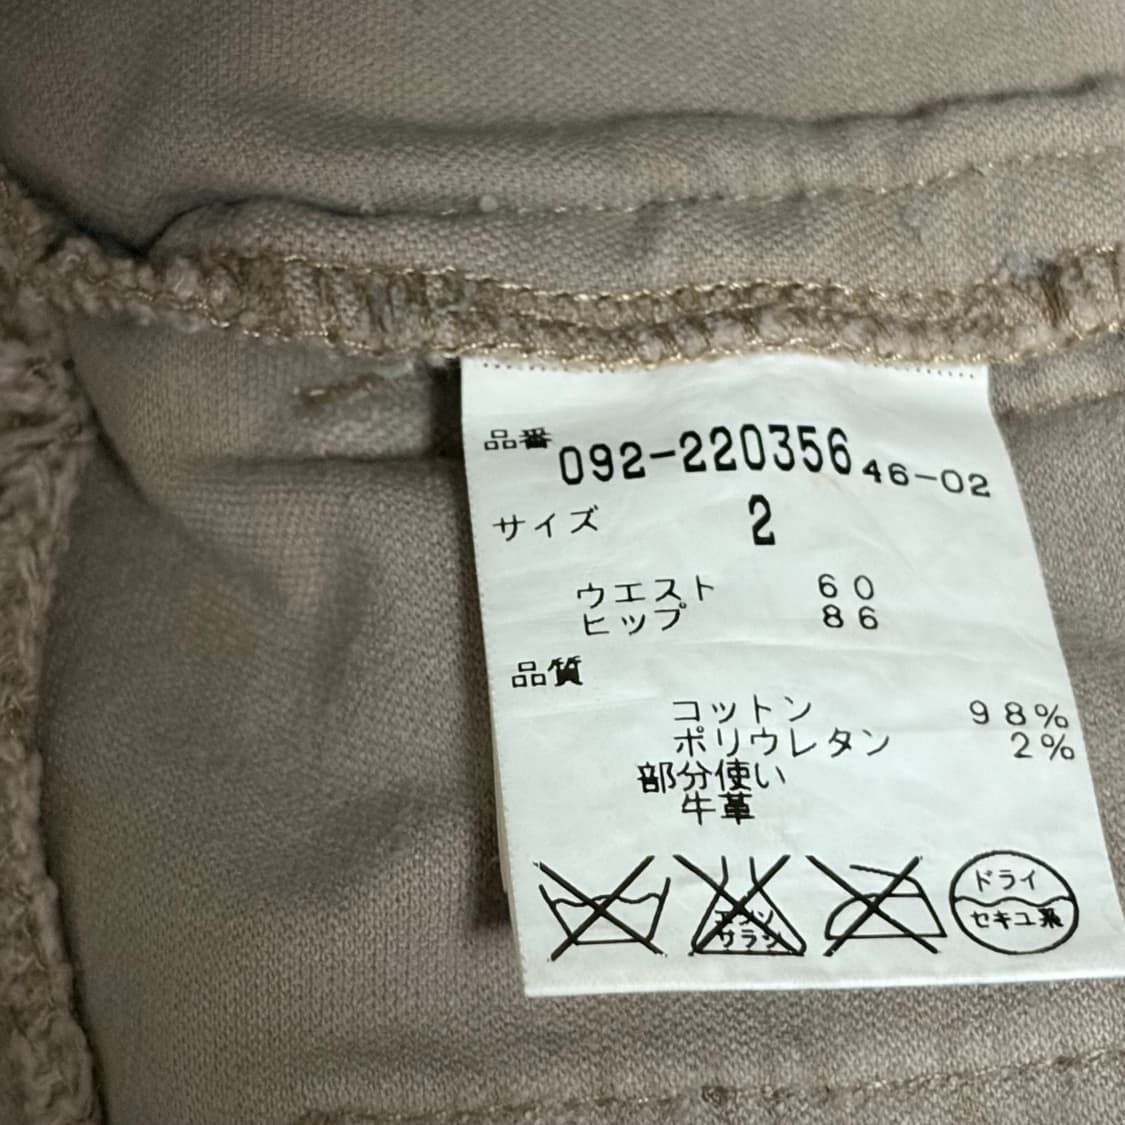 品番 092-220356 46-02
サイズ 2
ウエスト 60
ヒップ 86
品質
コットン 98%
ポリウレタン 2%
部分使い
牛革
エンソ
サラシ
ドライ
セキユ系